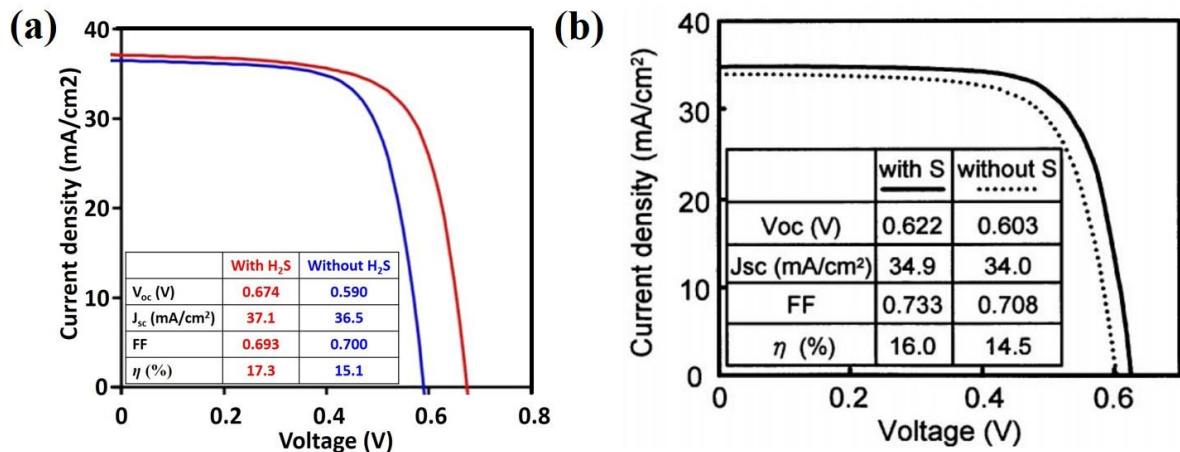 (a)
Current density (mA/cm2)
40
30
20
10
0
With H₂S Without H₂S
Voc (V) 0.674 0.590
Jsc (mA/cm²) 37.1 36.5
FF 0.693 0.700
η (%) 17.3 15.1
0 0.2 0.4 0.6 0.8
Voltage (V)
(b)
Current density (mA/cm²)
40
30
20
10
0
with S without S
Voc (V) 0.622 0.603
Jsc (mA/cm²) 34.9 34.0
FF 0.733 0.708
η (%) 16.0 14.5
0 0.2 0.4 0.6
Voltage (V)